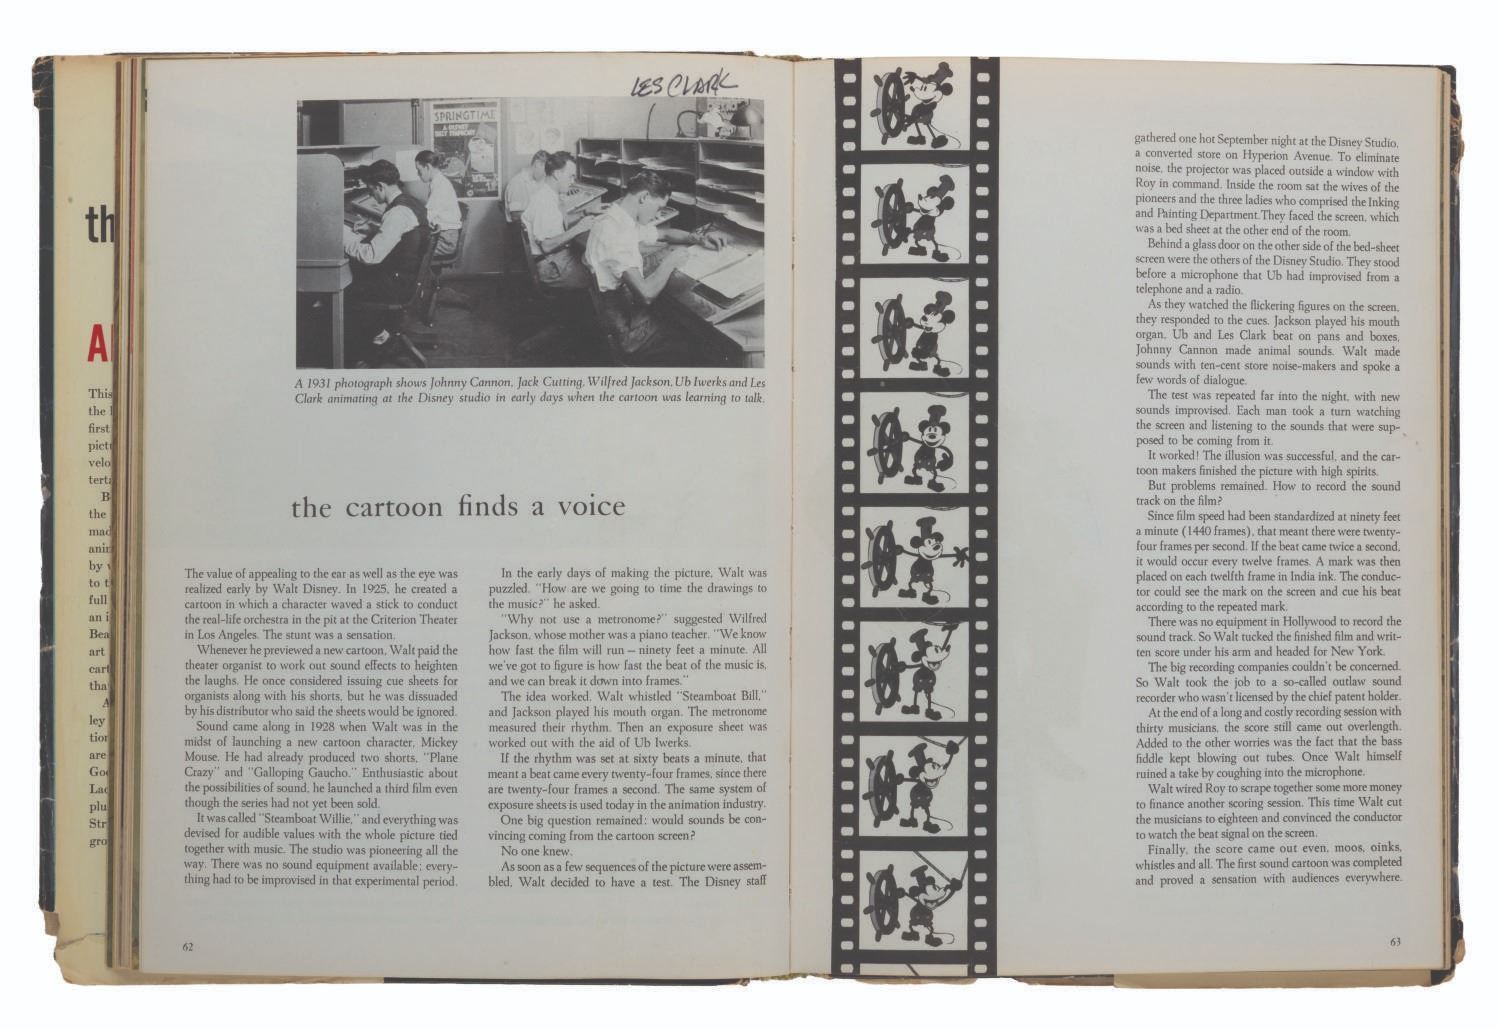 LES CLARK
SPRINGTIME
A 1931 photograph shows Johnny Cannon, Jack Cutting, Wilfred Jackson, Ub Iwerks and Les
Clark animating at the Disney studio in early days when the cartoon was learning to talk.
the cartoon finds a voice
The value of appealing to the ear as well as the eye was
realized early by Walt Disney. In 1925, he created a
cartoon in which a character waved a stick to conduct
the real-life orchestra in the pit at the Criterion Theater
in Los Angeles. The stunt was a sensation.
Whenever he previewed a new cartoon, Walt paid the
theater organist to work out sound effects to heighten
the laughs. He once considered issuing cue sheets for
organists along with his shorts, but he was dissuaded
by his distributor who said the sheets would be ignored.
Sound came along in 1928 when Walt was in the
midst of launching a new cartoon character, Mickey
Mouse. He had already produced two shorts, "Plane
Crazy" and "Galloping Gaucho." Enthusiastic about
the possibilities of sound, he launched a third film even
though the series had not yet been sold.
It was called "Steamboat Willie," and everything was
devised for audible values with the whole picture tied
together with music. The studio was pioneering all the
way. There was no sound equipment available; every-
thing had to be improvised in that experimental period.
In the early days of making the picture, Walt was
puzzled. "How are we going to time the drawings to
the music?" he asked.
"Why not use a metronome?" suggested Wilfred
Jackson, whose mother was a piano teacher. "We know
how fast the film will run — ninety feet a minute. All
we've got to figure is how fast the beat of the music is,
and we can break it down into frames."
The idea worked. Walt whistled "Steamboat Bill,"
and Jackson played his mouth organ. The metronome
measured their rhythm. Then an exposure sheet was
worked out with the aid of Ub Iwerks.
If the rhythm was set at sixty beats a minute, that
meant a beat came every twenty-four frames, since there
are twenty-four frames a second. The same system of
exposure sheets is used today in the animation industry.
One big question remained: would sounds be con-
vincing coming from the cartoon screen?
No one knew.
As soon as a few sequences of the picture were assem-
bled, Walt decided to have a test. The Disney staff
62
gathered one hot September night at the Disney Studio,
a converted store on Hyperion Avenue. To eliminate
noise, the projector was placed outside a window with
Roy in command. Inside the room sat the wives of the
pioneers and the three ladies who comprised the Inking
and Painting Department. They faced the screen, which
was a bed sheet at the other end of the room.
Behind a glass door on the other side of the bed-sheet
screen were the others of the Disney Studio. They stood
before a microphone that Ub had improvised from a
telephone and a radio.
As they watched the flickering figures on the screen,
they responded to the cues. Jackson played his mouth
organ, Ub and Les Clark beat on pans and boxes,
Johnny Cannon made animal sounds. Walt made
sounds with ten-cent store noise-makers and spoke a
few words of dialogue.
The test was repeated far into the night, with new
sounds improvised. Each man took a turn watching
the screen and listening to the sounds that were sup-
posed to be coming from it.
It worked! The illusion was successful, and the car-
toon makers finished the picture with high spirits.
But problems remained. How to record the sound
track on the film?
Since film speed had been standardized at ninety feet
a minute (1440 frames), that meant there were twenty-
four frames per second. If the beat came twice a second,
it would occur every twelve frames. A mark was then
placed on each twelfth frame in India ink. The conduc-
tor could see the mark on the screen and cue his beat
according to the repeated mark.
There was no equipment in Hollywood to record the
sound track. So Walt tucked the finished film and writ-
ten score under his arm and headed for New York.
The big recording companies couldn't be concerned.
So Walt took the job to a so-called outlaw sound
recorder who wasn't licensed by the chief patent holder.
At the end of a long and costly recording session with
thirty musicians, the score still came out overlength.
Added to the other worries was the fact that the bass
fiddle kept blowing out tubes. Once Walt himself
ruined a take by coughing into the microphone.
Walt wired Roy to scrape together some more money
to finance another scoring session. This time Walt cut
the musicians to eighteen and convinced the conductor
to watch the beat signal on the screen.
Finally, the score came out even, moos, oinks,
whistles and all. The first sound cartoon was completed
and proved a sensation with audiences everywhere.
63